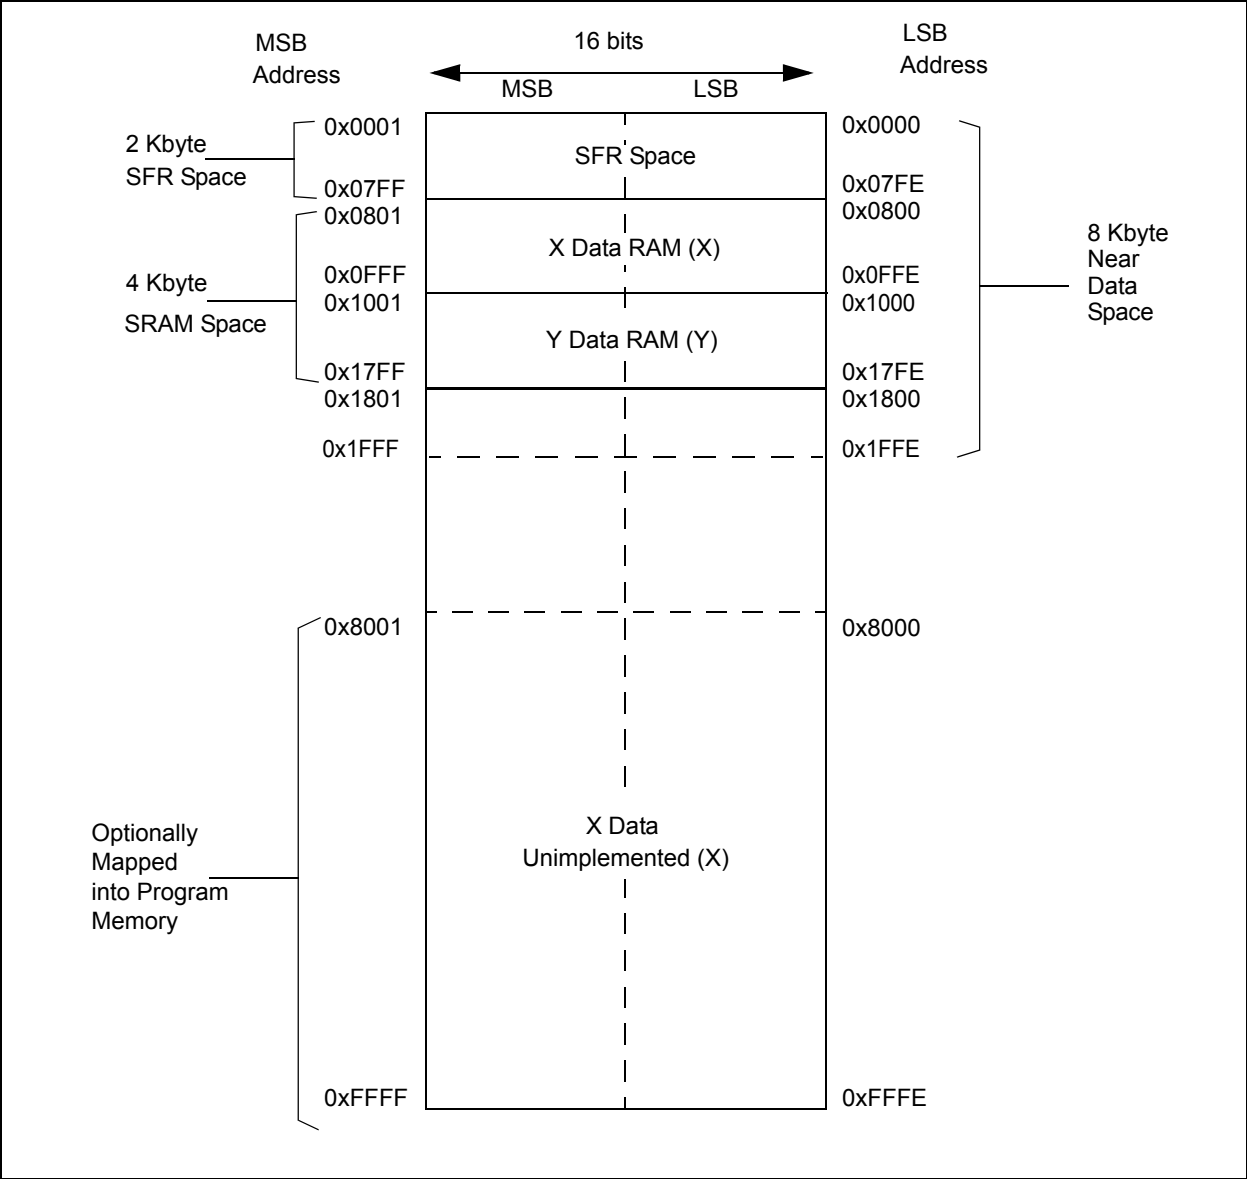 MSB
Address
16 bits
LSB
Address
MSB
LSB
2 Kbyte
SFR Space
0x0001
SFR Space
0x0000
0x07FF
0x07FE
0x0801
0x0800
4 Kbyte
SRAM Space
X Data RAM (X)
0x0FFF
0x0FFE
0x1001
0x1000
8 Kbyte
Near
Data
Space
Y Data RAM (Y)
0x17FF
0x17FE
0x1801
0x1800
0x1FFF
0x1FFE
0x8001
0x8000
Optionally
Mapped
into Program
Memory
X Data
Unimplemented (X)
0xFFFF
0xFFFE